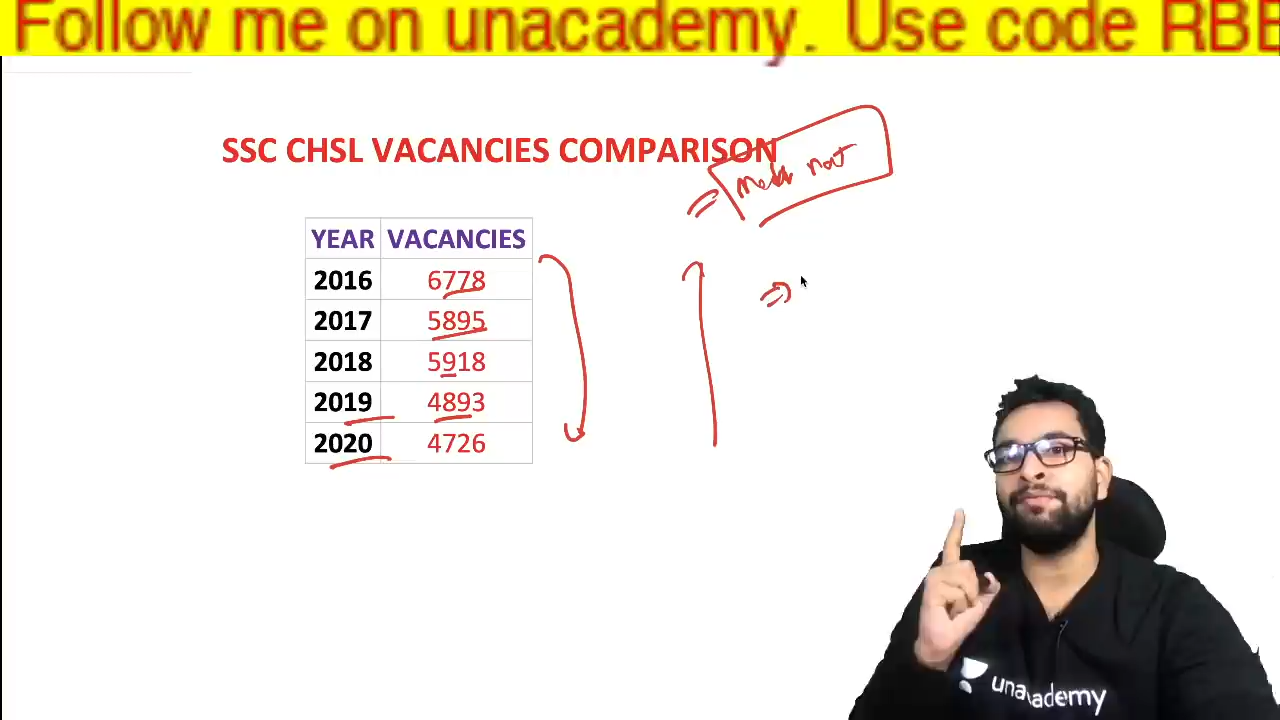 Follow me on unacademy. Use code RBE
SSC CHSL VACANCIES COMPARISON
not
YEAR VACANCIES
2016 6778
2017 5895
2018 5918
2019 4893
2020 4726
unacademy